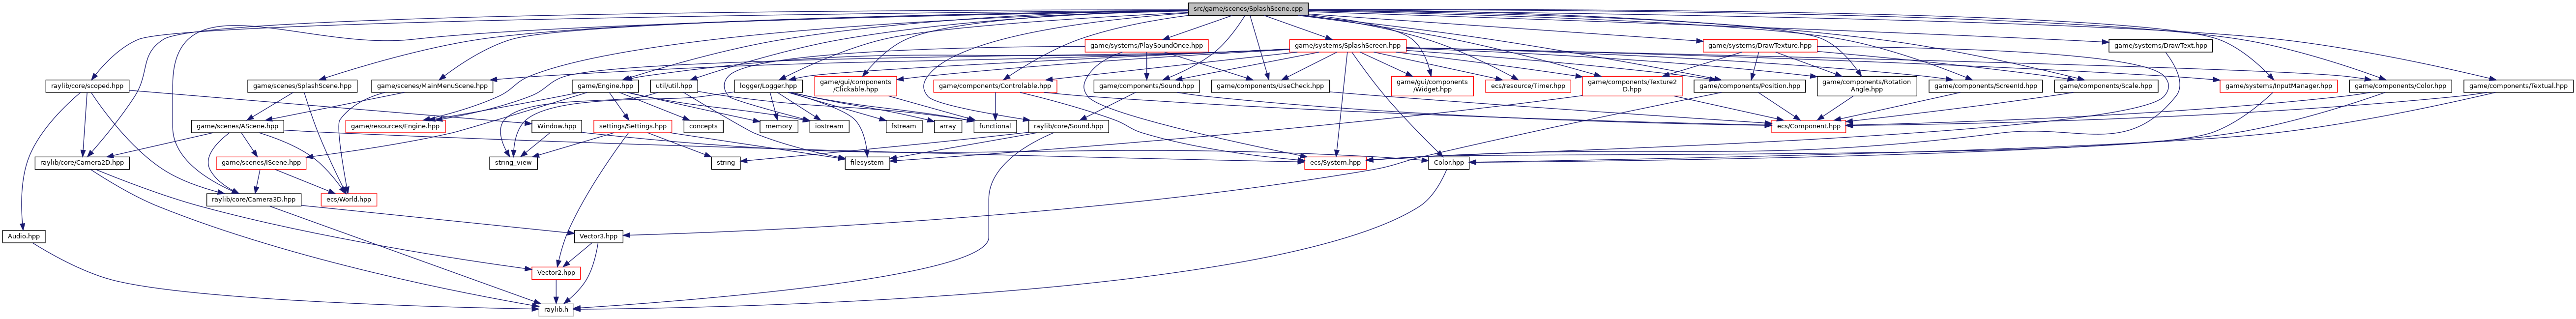 src/game/scenes/SplashScene.cpp
game/systems/PlaySoundOnce.hpp
game/systems/SplashScreen.hpp
game/systems/DrawTexture.hpp
game/systems/DrawText.hpp
raylib/core/scoped.hpp
game/scenes/SplashScene.hpp
game/scenes/MainMenuScene.hpp
game/Engine.hpp
util/util.hpp
logger/Logger.hpp
game/gui/components
/Clickable.hpp
game/components/Controlable.hpp
game/components/Sound.hpp
game/components/UseCheck.hpp
game/gui/components
/Widget.hpp
ecs/resource/Timer.hpp
game/components/Texture2
D.hpp
game/components/Position.hpp
game/components/Rotation
Angle.hpp
game/components/ScreenId.hpp
game/components/Scale.hpp
game/systems/InputManager.hpp
game/components/Color.hpp
game/components/Textual.hpp
game/scenes/AScene.hpp
game/resources/Engine.hpp
Window.hpp
settings/Settings.hpp
concepts
memory
iostream
fstream
array
functional
raylib/core/Sound.hpp
ecs/Component.hpp
raylib/core/Camera2D.hpp
game/scenes/IScene.hpp
string_view
string
filesystem
ecs/System.hpp
Color.hpp
raylib/core/Camera3D.hpp
ecs/World.hpp
Audio.hpp
Vector3.hpp
Vector2.hpp
raylib.h